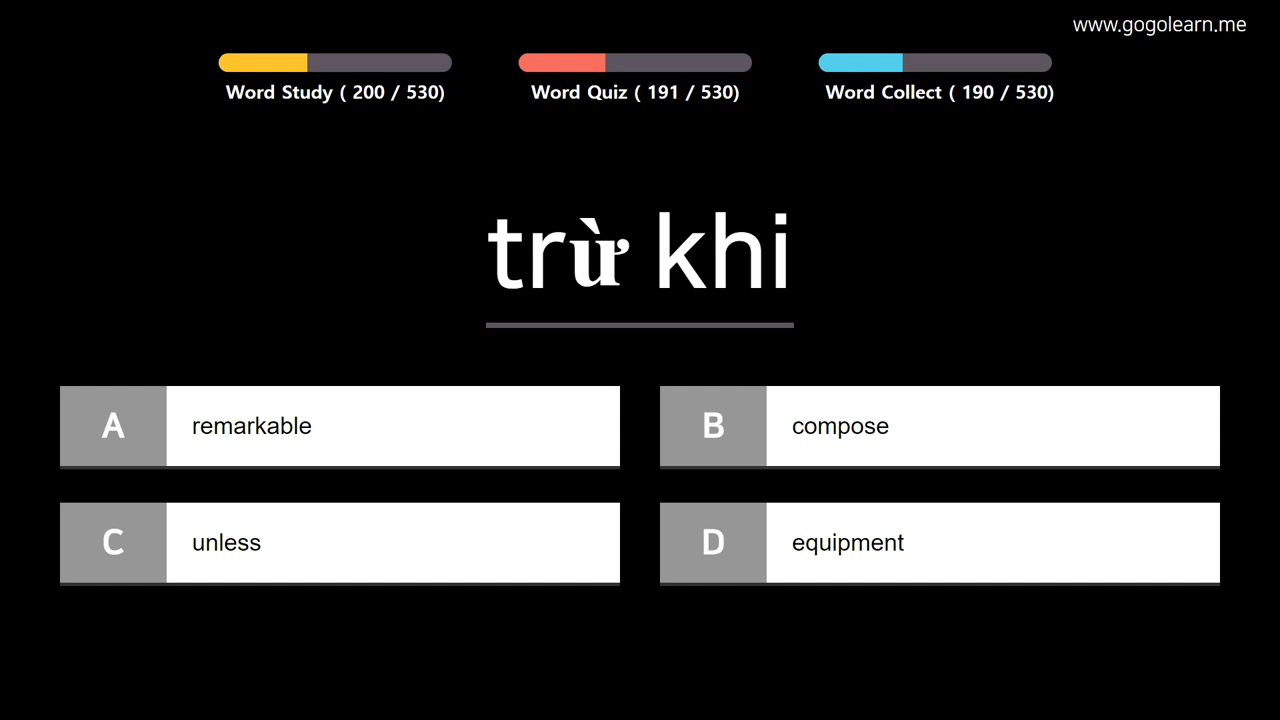 www.gogolearn.me
Word Study ( 200 / 530)
Word Quiz ( 191 / 530)
Word Collect ( 190 / 530)
trừ khi
A remarkable
B compose
C unless
D equipment